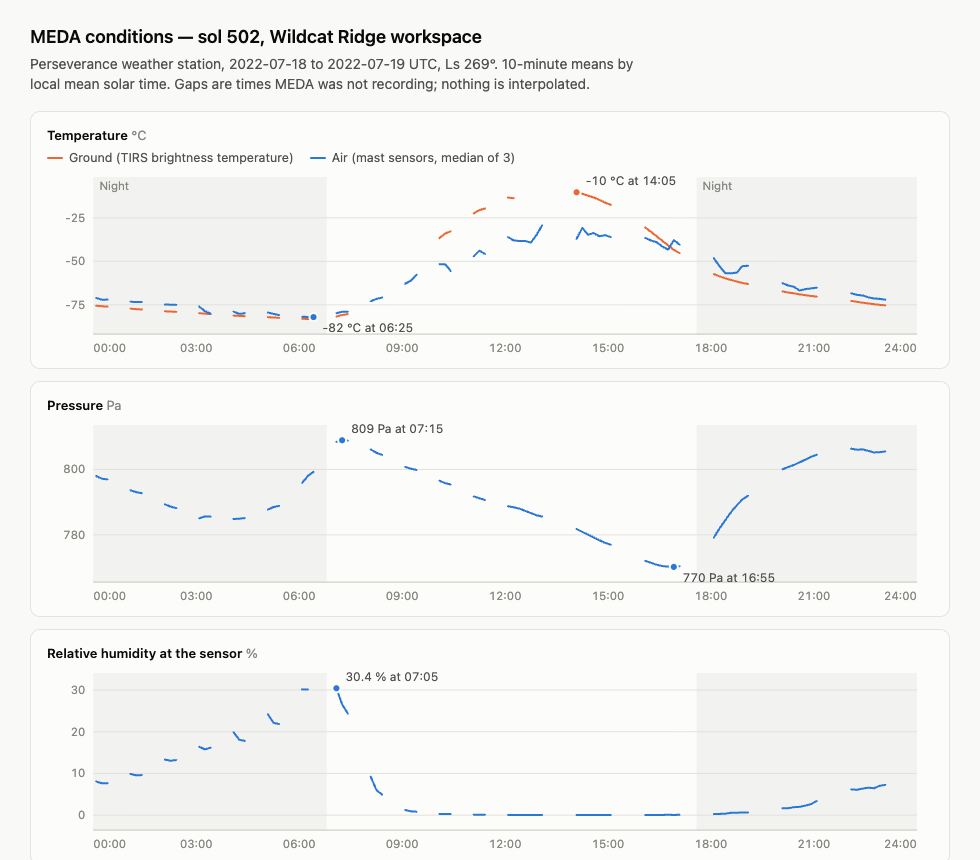 MEDA conditions — sol 502, Wildcat Ridge workspace
Perseverance weather station, 2022-07-18 to 2022-07-19 UTC, Ls 269°. 10-minute means by
local mean solar time. Gaps are times MEDA was not recording; nothing is interpolated.
Temperature °C
Ground (TIRS brightness temperature) Air (mast sensors, median of 3)
Night -10 °C at 14:05 Night
-25
-50
-75
-82 °C at 06:25
00:00 03:00 06:00 09:00 12:00 15:00 18:00 21:00 24:00
Pressure Pa
809 Pa at 07:15
800
780
770 Pa at 16:55
00:00 03:00 06:00 09:00 12:00 15:00 18:00 21:00 24:00
Relative humidity at the sensor %
30.4 % at 07:05
30
20
10
0
00:00 03:00 06:00 09:00 12:00 15:00 18:00 21:00 24:00